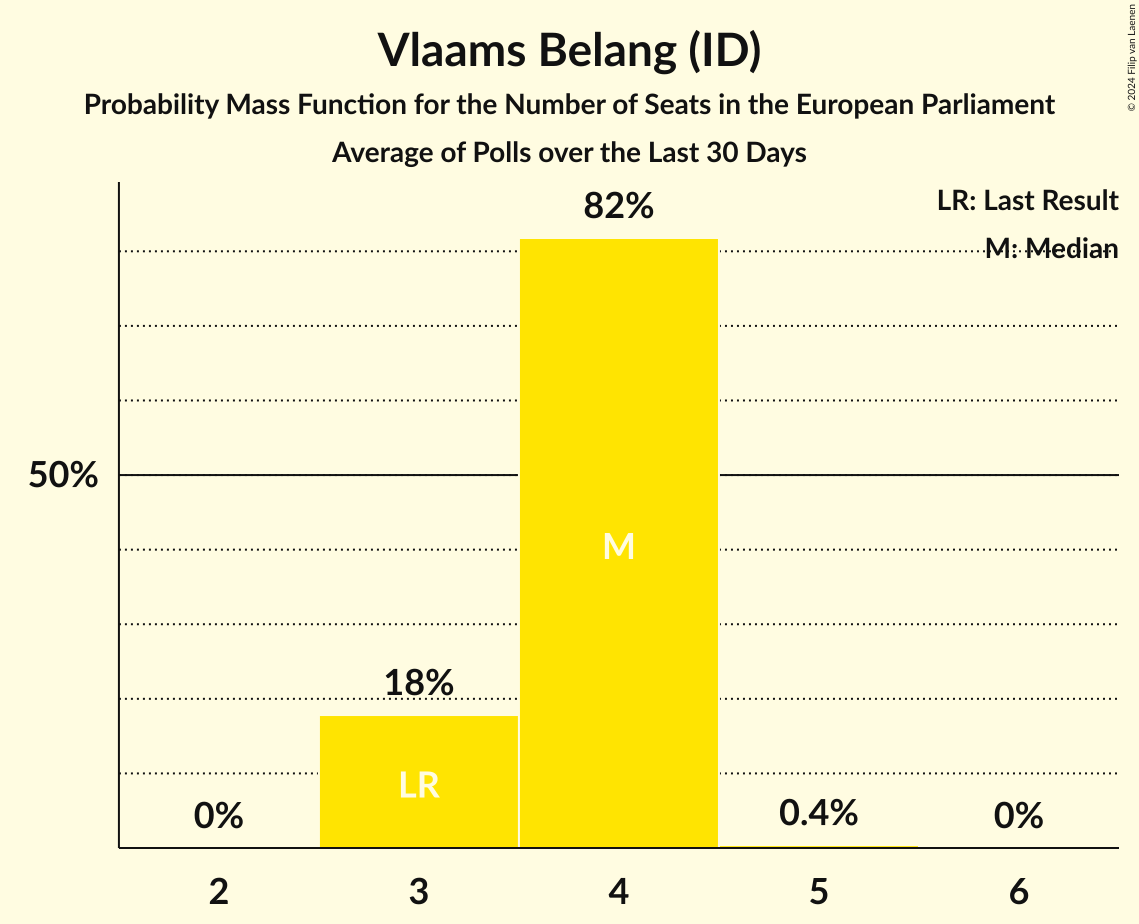 Vlaams Belang (ID)
Probability Mass Function for the Number of Seats in the European Parliament
Average of Polls over the Last 30 Days
© 2024 Filip van Laenen
LR: Last Result
M: Median
82%
50%
M
18%
LR
0%
0.4%
0%
2 3 4 5 6